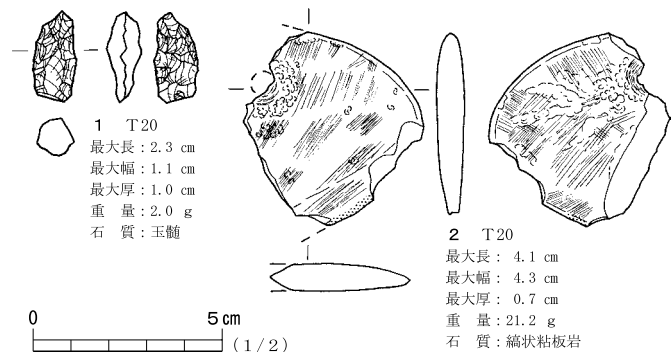 1 T20
最大長:2.3 cm
最大幅:1.1 cm
最大厚:1.0 cm
重 量:2.0 g
石 質:玉髄
2 T20
最大長: 4.1 cm
最大幅: 4.3 cm
最大厚: 0.7 cm
重 量:21.2 g
石 質:縞状粘板岩
0 5cm
(1/2)